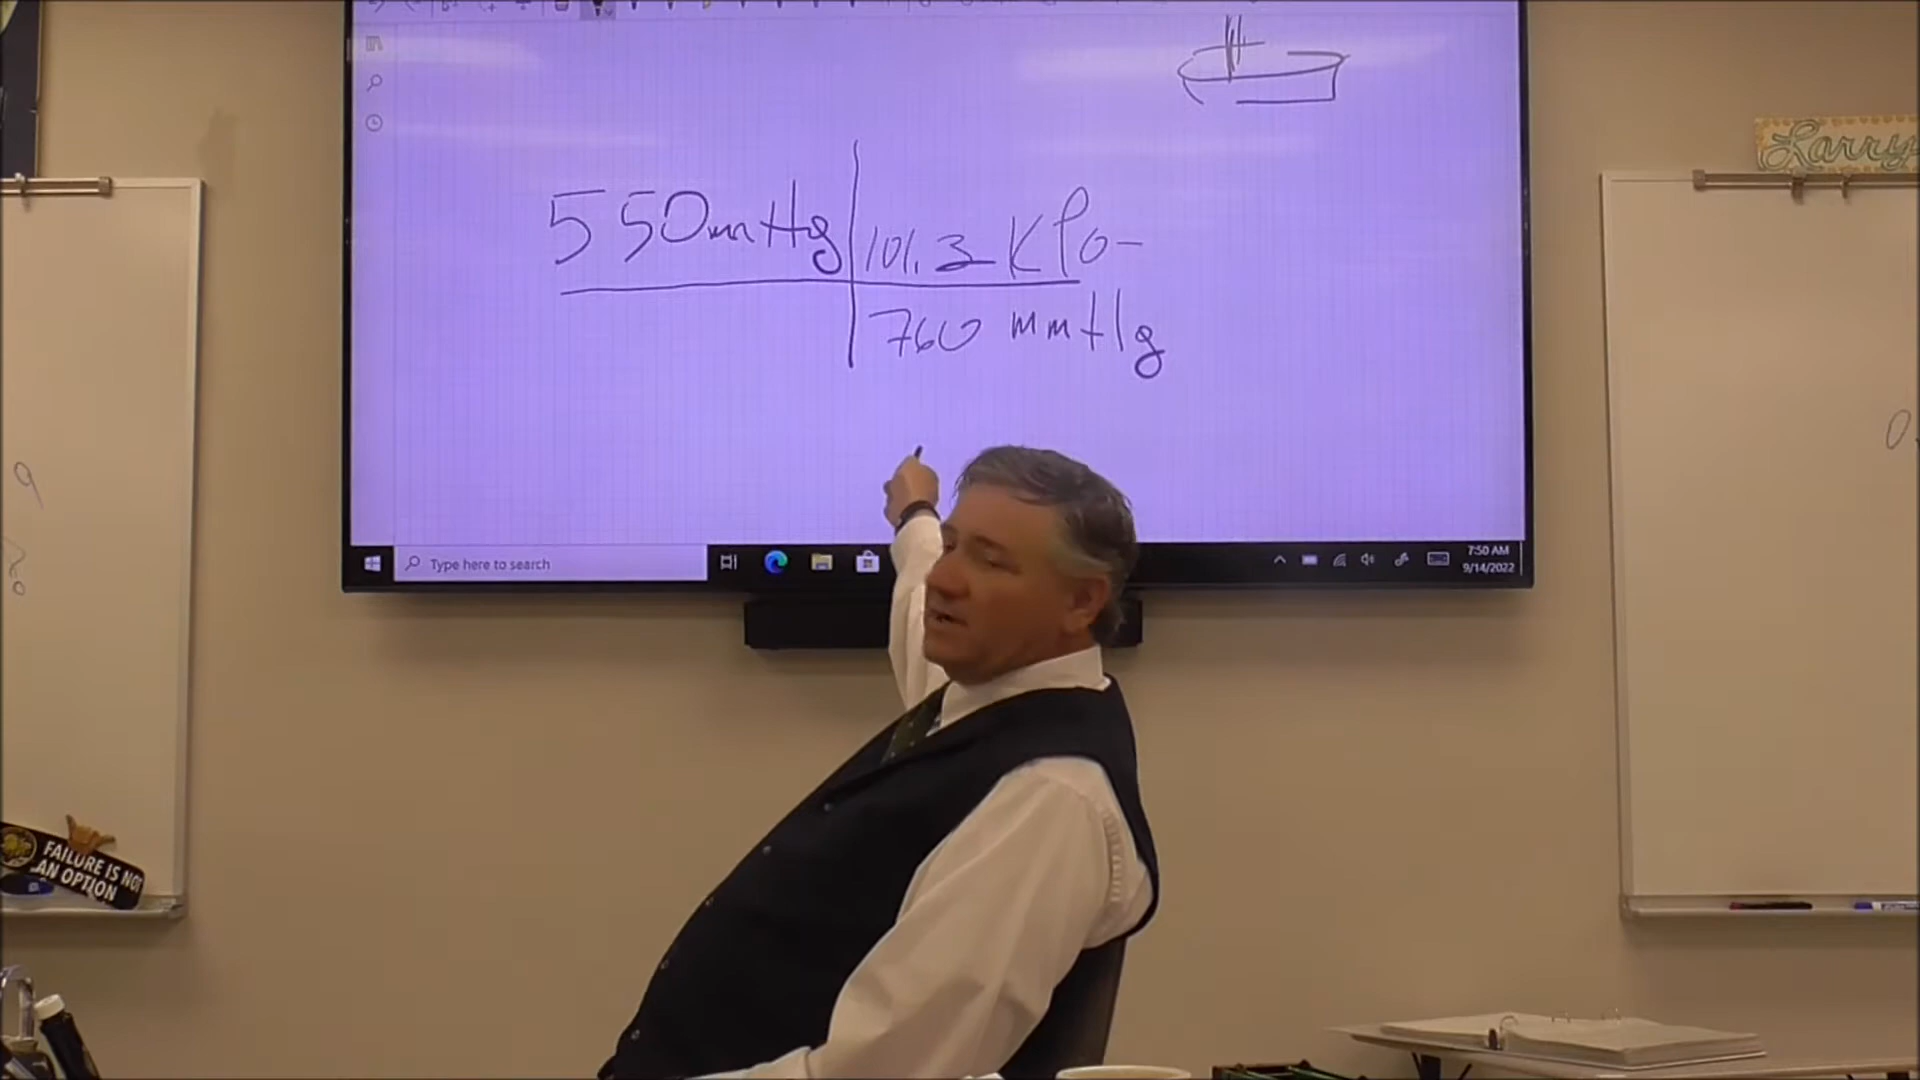 Larry
550mmHg 101.3 KPa
760 mmHg
FAILURE IS NOT
AN OPTION
Type here to search
7:50 AM
9/14/2022